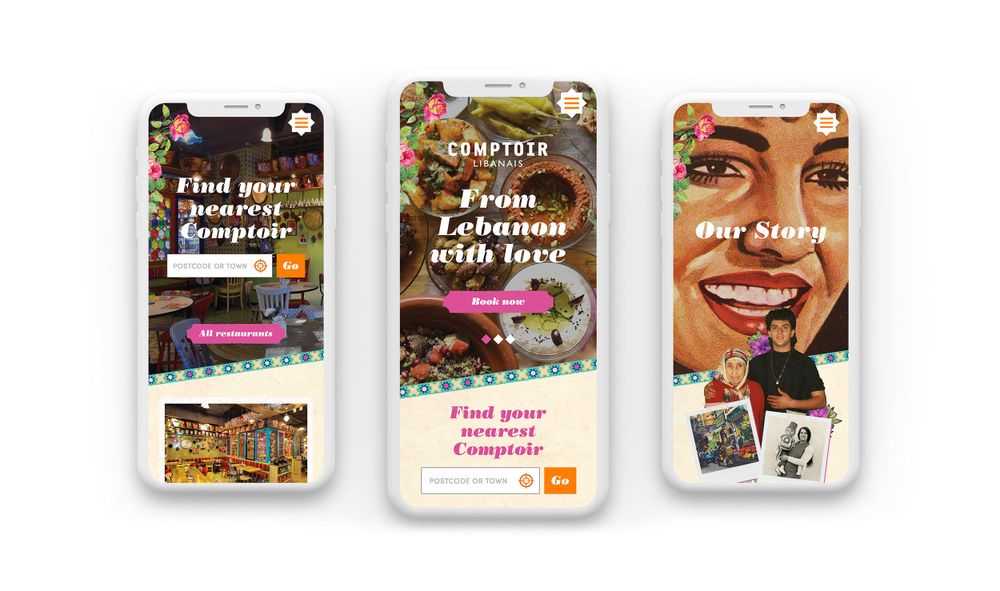 Find your
nearest
Comptoir
POSTCODE OR TOWN
Go
All restaurants
COMPTOIR
LIBANAIS
From
Lebanon
with love
Book now
Find your
nearest
Comptoir
POSTCODE OR TOWN
Go
Our Story